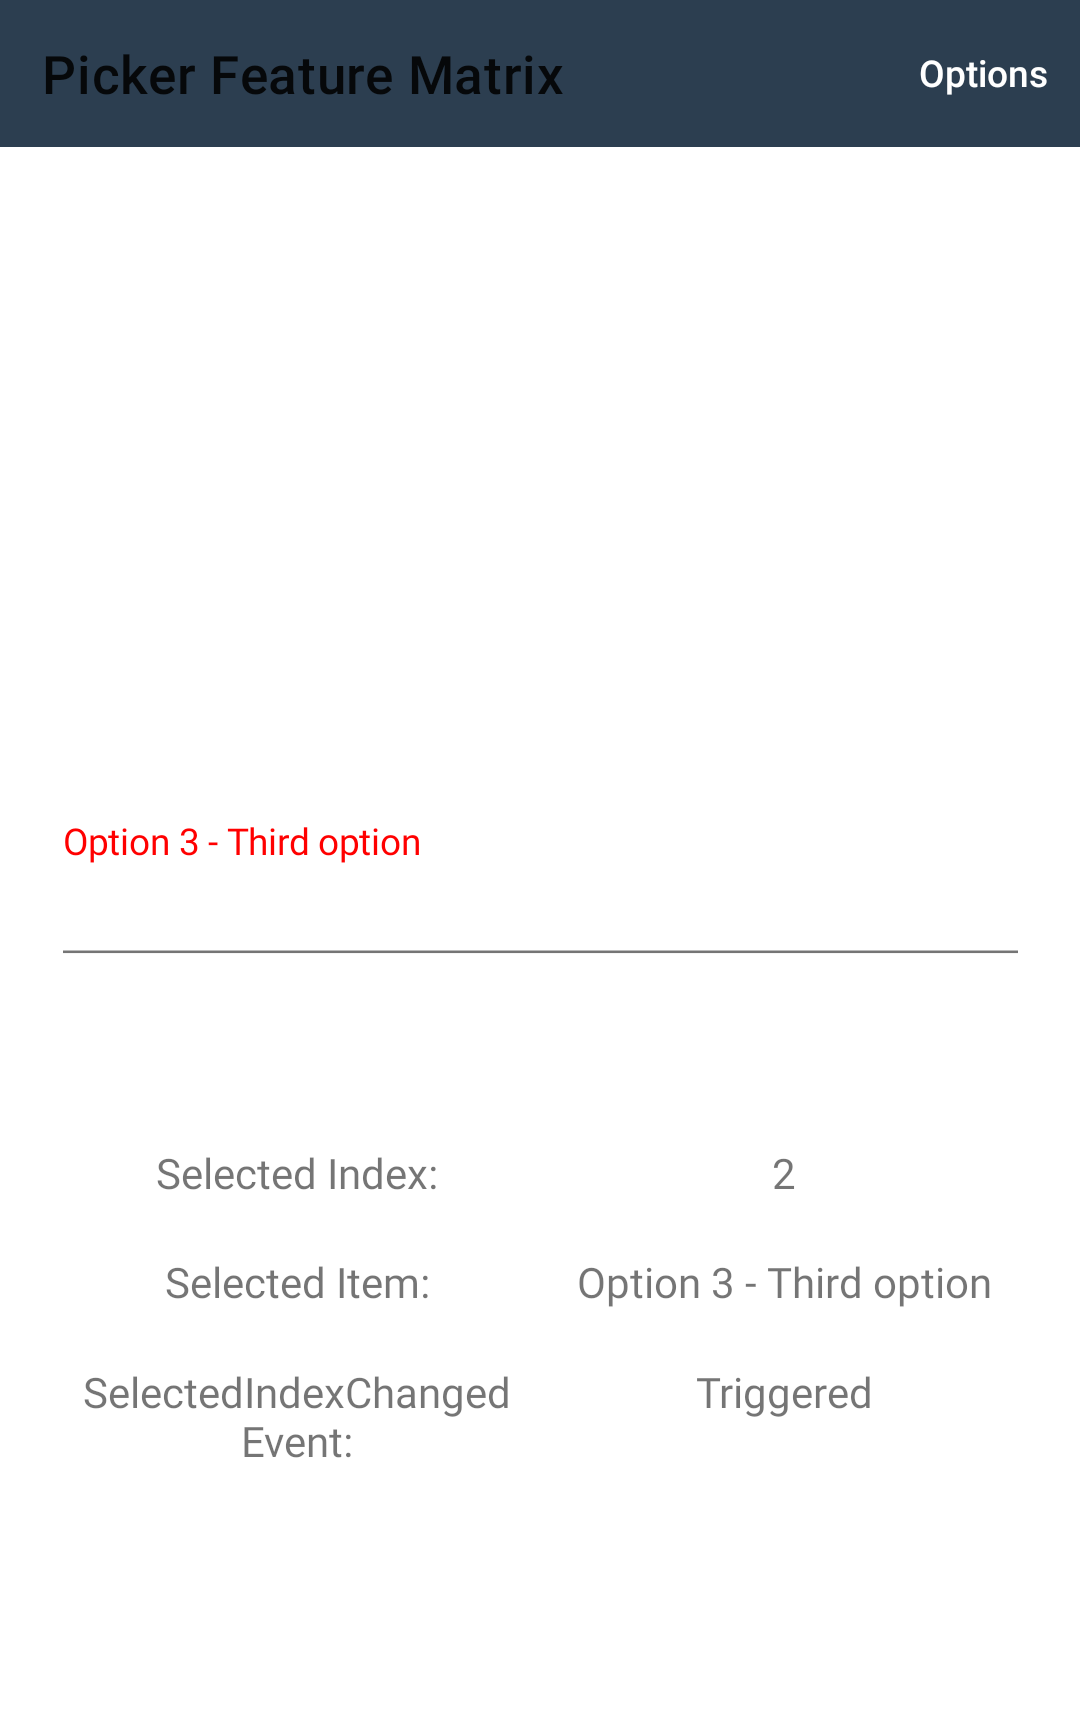 Picker Feature Matrix Options
Option 3 - Third option
Selected Index: 2
Selected Item: Option 3 - Third option
SelectedIndexChanged Triggered
Event: